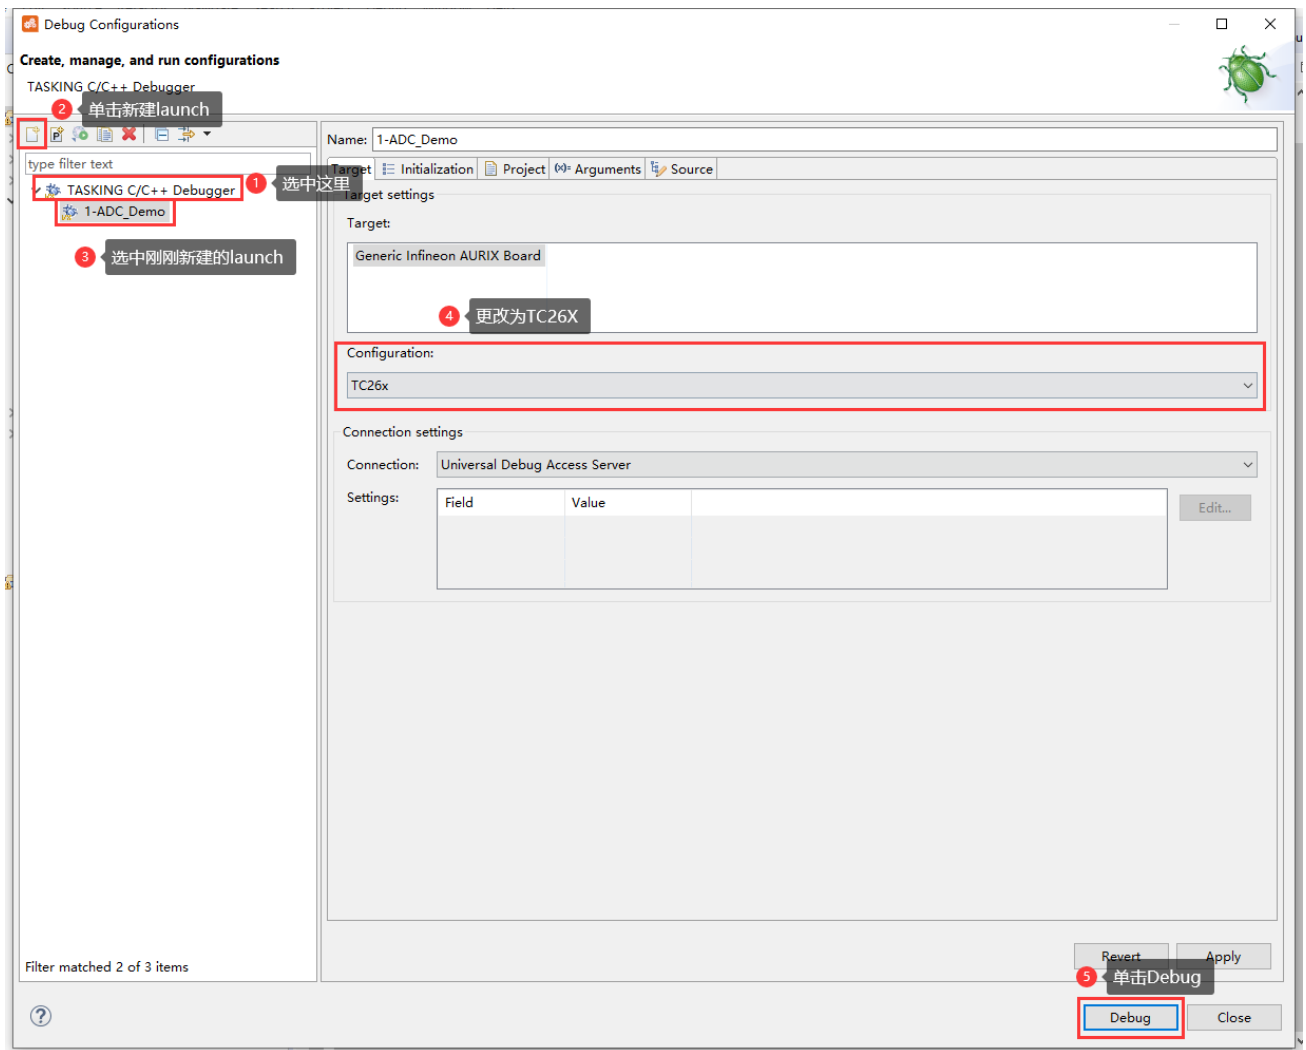 Debug Configurations
Create, manage, and run configurations
TASKING C/C++ Debugger
2 单击新建launch
Name: 1-ADC_Demo
type filter text
Target Initialization Project (x)= Arguments Source
TASKING C/C++ Debugger
1 选中这里
1-ADC_Demo
3 选中刚刚新建的launch
Target settings
Target:
Generic Infineon AURIX Board
4 更改为TC26X
Configuration:
TC26x
Connection settings
Connection: Universal Debug Access Server
Settings: Field Value
Edit...
Filter matched 2 of 3 items
Revert Apply
5 单击Debug
Debug Close